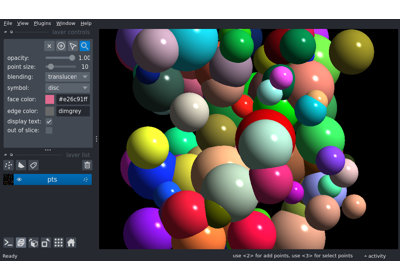 File View Plugins Window Help
layer controls
opacity: 1.00
point size: 10
blending: translucen
symbol: disc
face color: #e26c91ff
edge color: dimgrey
display text:
out of slice:
layer list
pts
Ready use <2> for add points, use <3> for select points activity